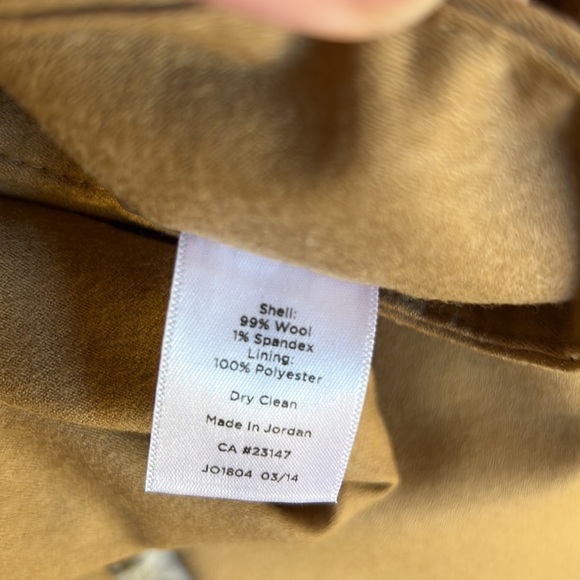 Shell:
99% Wool
1% Spandex
Lining:
100% Polyester
Dry Clean
Made In Jordan
CA #23147
JO1804 03/14